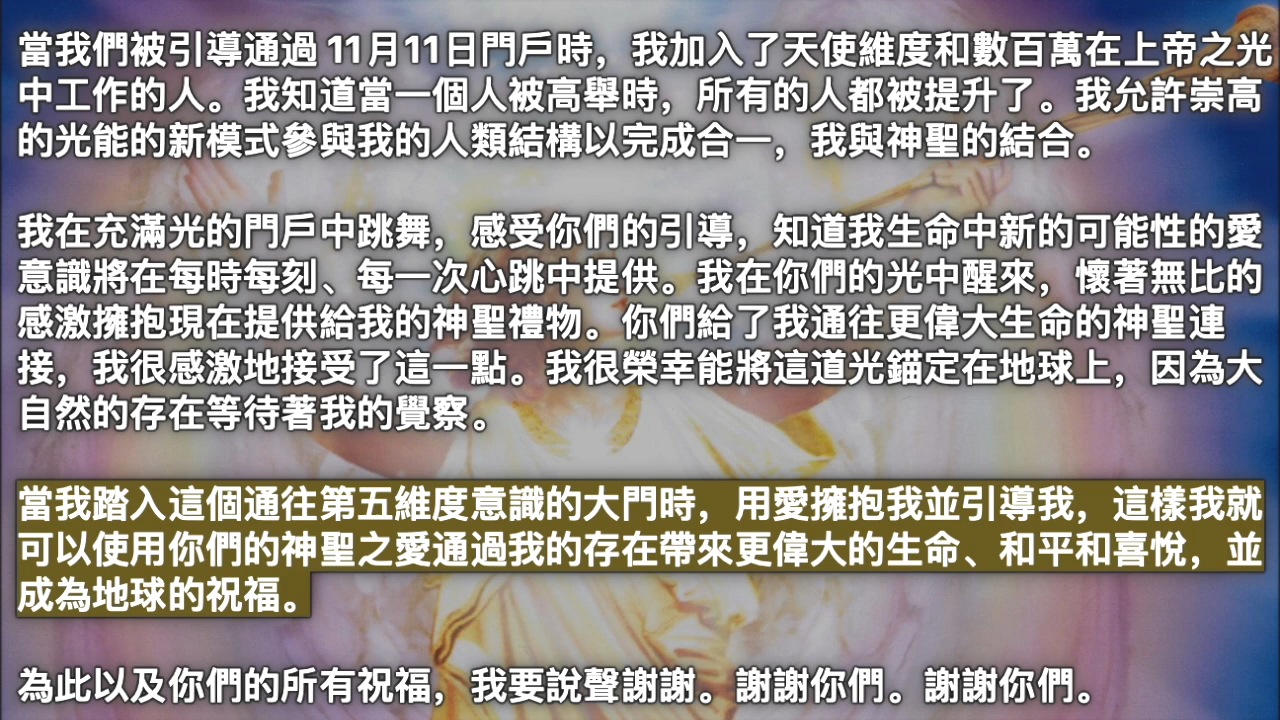 當我們被引導通過 11月11日門戶時，我加入了天使維度和數百萬在上帝之光
中工作的人。我知道當一個人被高舉時，所有的人都被提升了。我允許崇高
的光能的新模式參與我的人類結構以完成合一，我與神聖的結合。
我在充滿光的門戶中跳舞，感受你們的引導，知道我生命中新的可能性的愛
意識將在每時每刻、每一次心跳中提供。我在你們的光中醒來，懷著無比的
感激擁抱現在提供給我的神聖禮物。你們給了我通往更偉大生命的神聖連
接，我很感激地接受了這一點。我很榮幸能將這道光錨定在地球上，因為大
自然的存在等待著我的覺察。
當我踏入這個通往第五維度意識的大門時，用愛擁抱我並引導我，這樣我就
可以使用你們的神聖之愛通過我的存在帶來更偉大的生命、和平和喜悅，並
成為地球的祝福。
為此以及你們的所有祝福，我要說聲謝謝。謝謝你們。謝謝你們。